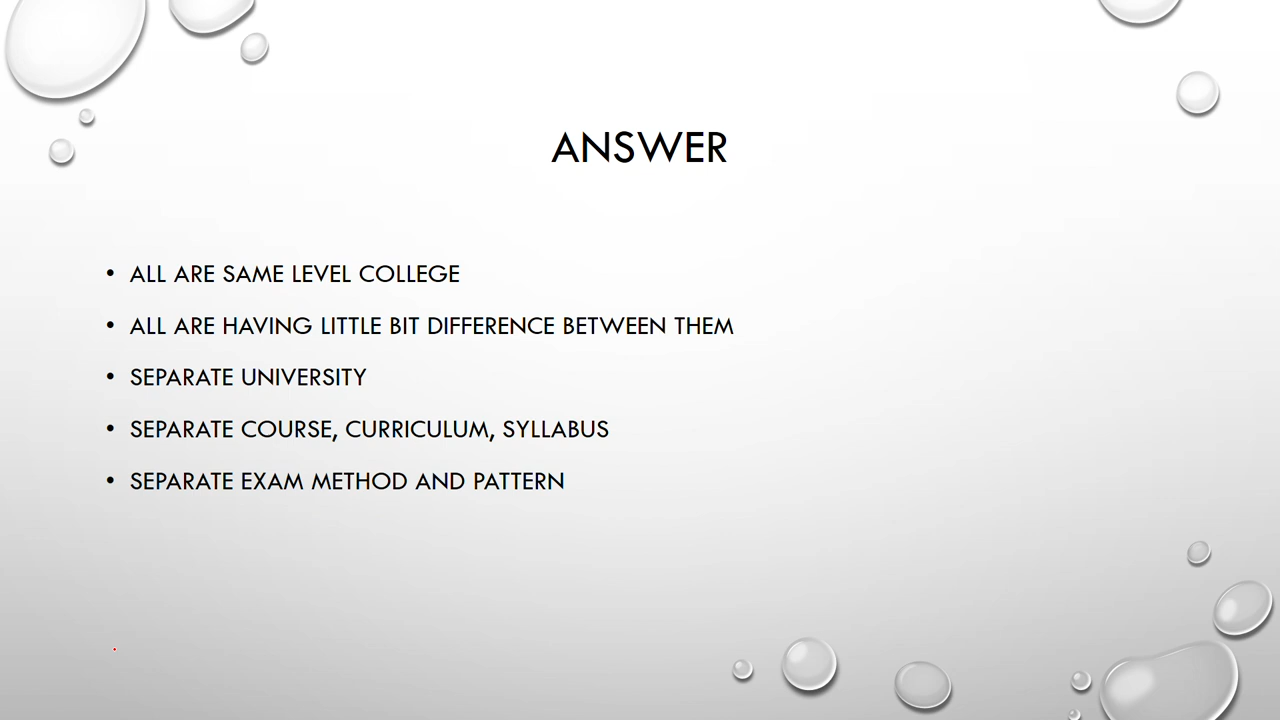 ANSWER
• ALL ARE SAME LEVEL COLLEGE
• ALL ARE HAVING LITTLE BIT DIFFERENCE BETWEEN THEM
• SEPARATE UNIVERSITY
• SEPARATE COURSE, CURRICULUM, SYLLABUS
• SEPARATE EXAM METHOD AND PATTERN